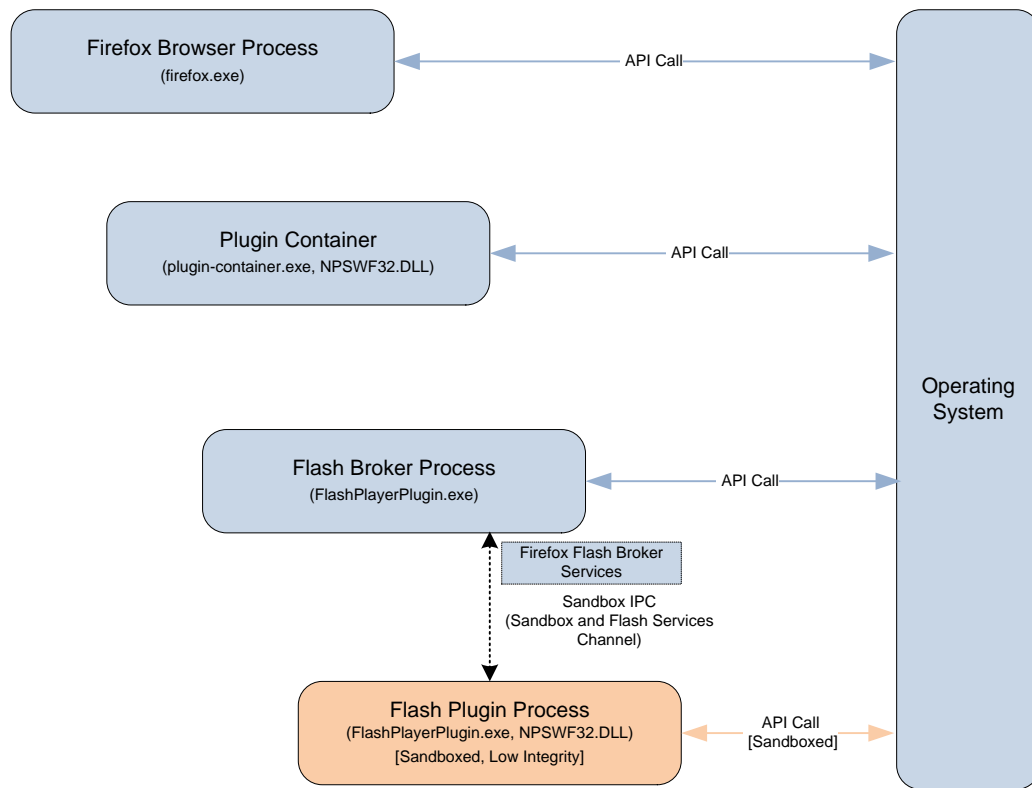 Firefox Browser Process
(firefox.exe)
API Call
Plugin Container
(plugin-container.exe, NPSWF32.DLL)
API Call
Operating
System
Flash Broker Process
(FlashPlayerPlugin.exe)
API Call
Firefox Flash Broker
Services
Sandbox IPC
(Sandbox and Flash Services
Channel)
Flash Plugin Process
(FlashPlayerPlugin.exe, NPSWF32.DLL)
[Sandboxed, Low Integrity]
API Call
[Sandboxed]